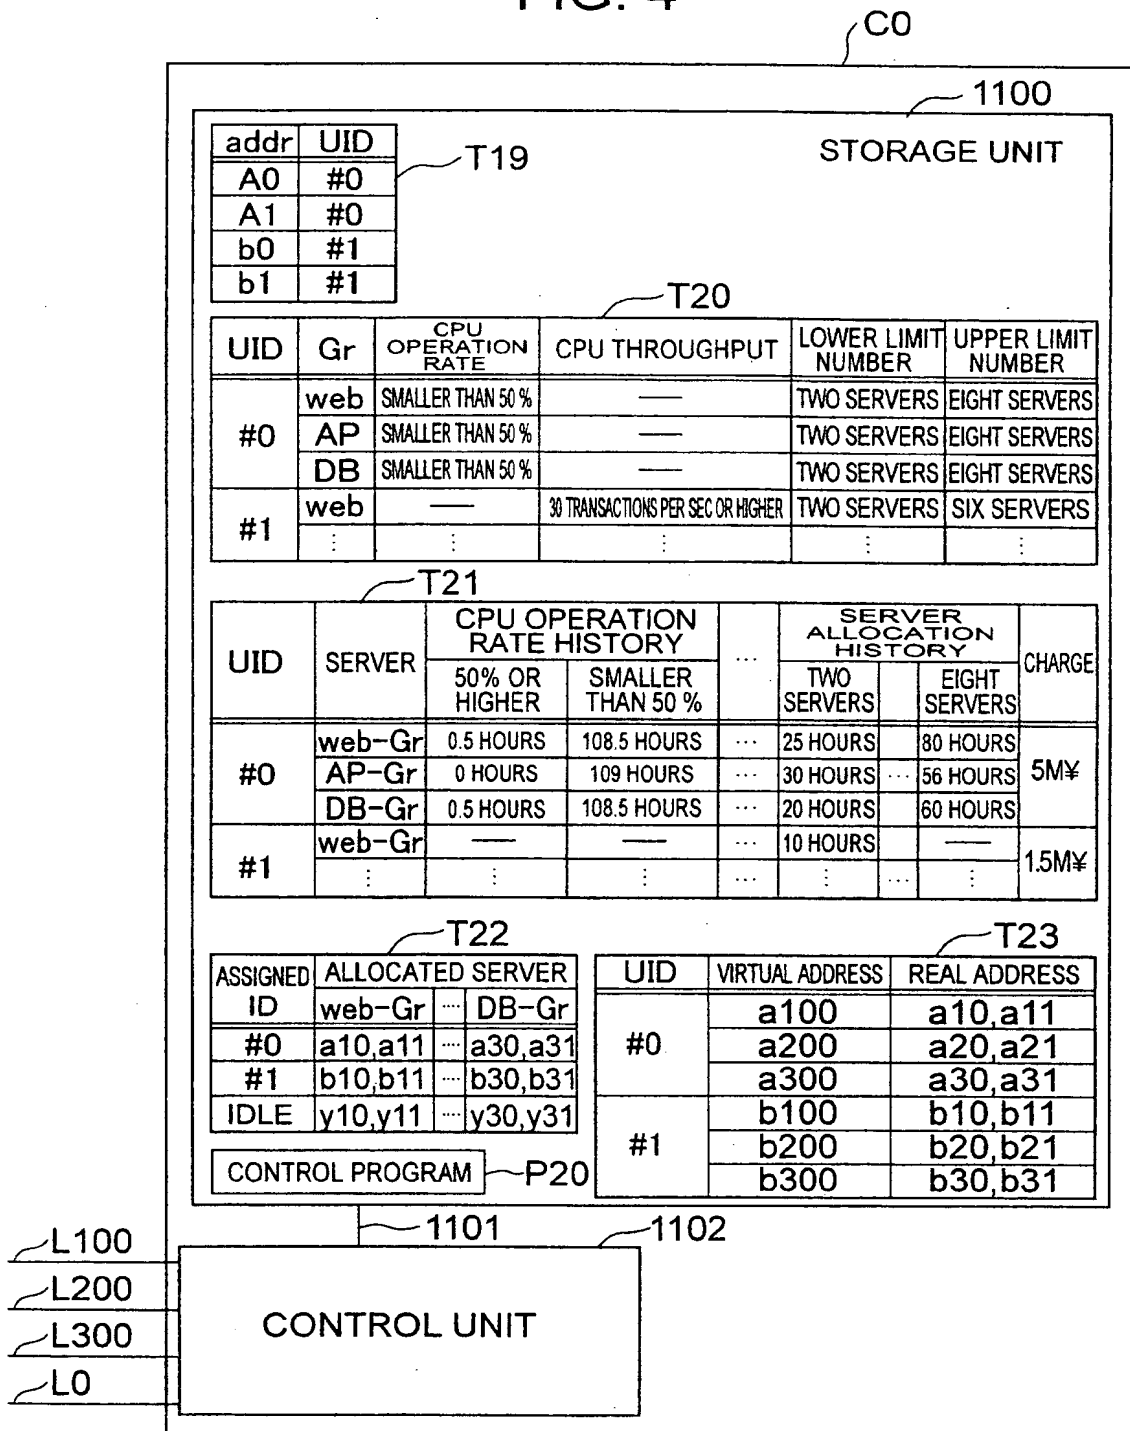 FIG. 4
C0
1100
STORAGE UNIT
addr UID
T19
A0 #0
A1 #0
b0 #1
b1 #1
T20
UID Gr CPU OPERATION RATE CPU THROUGHPUT LOWER LIMIT NUMBER UPPER LIMIT NUMBER
#0 web SMALLER THAN 50 % — TWO SERVERS EIGHT SERVERS
AP SMALLER THAN 50 % — TWO SERVERS EIGHT SERVERS
DB SMALLER THAN 50 % — TWO SERVERS EIGHT SERVERS
#1 web — 30 TRANSACTIONS PER SEC OR HIGHER TWO SERVERS SIX SERVERS
⋮ ⋮ ⋮ ⋮ ⋮
T21
UID SERVER CPU OPERATION RATE HISTORY ... SERVER ALLOCATION HISTORY CHARGE
50% OR HIGHER SMALLER THAN 50 % TWO SERVERS EIGHT SERVERS
#0 web-Gr 0.5 HOURS 108.5 HOURS ... 25 HOURS 80 HOURS 5M¥
AP-Gr 0 HOURS 109 HOURS ... 30 HOURS ... 56 HOURS
DB-Gr 0.5 HOURS 108.5 HOURS ... 20 HOURS 60 HOURS
#1 web-Gr — — ... 10 HOURS — 1.5M¥
⋮ ⋮ ⋮ ... ⋮ ... ⋮
T22
ASSIGNED ID ALLOCATED SERVER
web-Gr ... DB-Gr
#0 a10,a11 ... a30,a31
#1 b10,b11 ... b30,b31
IDLE y10,y11 ... y30,y31
T23
UID VIRTUAL ADDRESS REAL ADDRESS
#0 a100 a10,a11
a200 a20,a21
a300 a30,a31
#1 b100 b10,b11
b200 b20,b21
b300 b30,b31
CONTROL PROGRAM P20
1101
1102
L100
L200
L300
L0
CONTROL UNIT